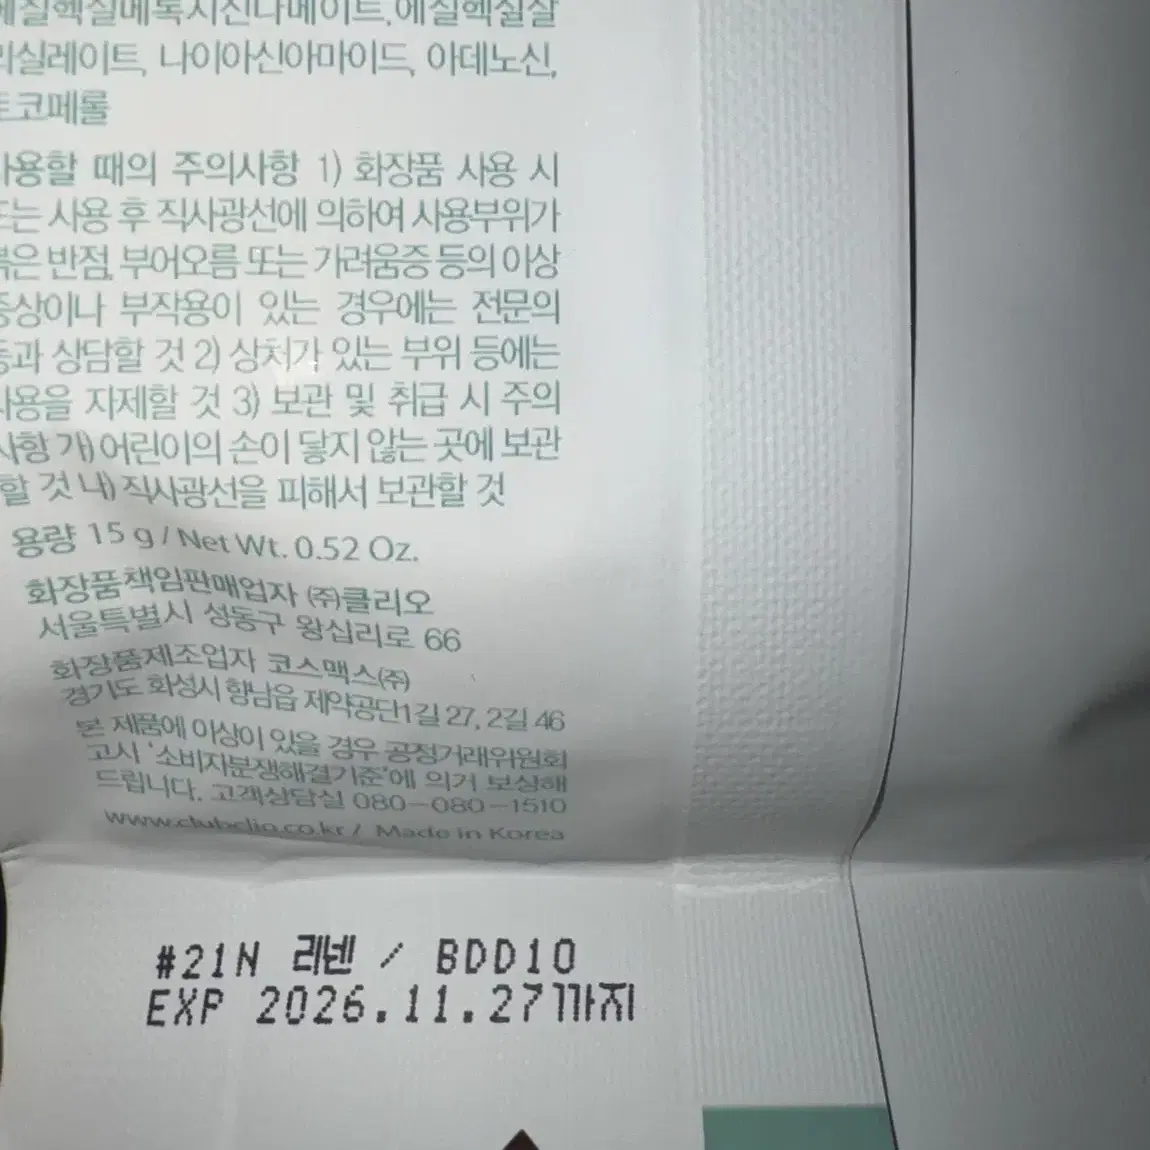 에칠헥실메톡시신나메이트, 에칠헥실살
리실레이트, 나이아신아마이드, 아데노신,
토코페롤
사용할 때의 주의사항 1) 화장품 사용 시
또는 사용 후 직사광선에 의하여 사용부위가
붉은 반점, 부어오름 또는 가려움증 등의 이상
증상이나 부작용이 있는 경우에는 전문의
등과 상담할 것 2) 상처가 있는 부위 등에는
사용을 자제할 것 3) 보관 및 취급 시 주의
사항 가) 어린이의 손이 닿지 않는 곳에 보관
할 것 나) 직사광선을 피해서 보관할 것
용량 15 g / Net Wt. 0.52 Oz.
화장품책임판매업자 (주)클리오
서울특별시 성동구 왕십리로 66
화장품제조업자 코스맥스(주)
경기도 화성시 향남읍 제약공단1길 27, 2길 46
본 제품에 이상이 있을 경우 공정거래위원회
고시 '소비자분쟁해결기준'에 의거 보상해
드립니다. 고객상담실 080-080-1510
www.clubclio.co.kr / Made in Korea
#21N 리넨 / BDD10
EXP 2026.11.27까지